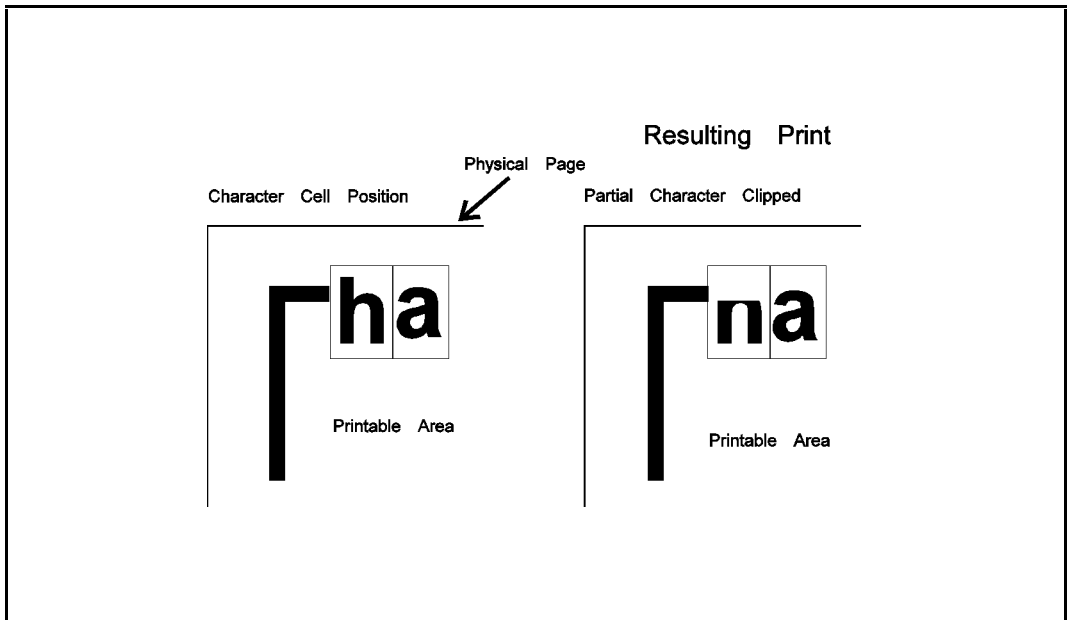 Resulting Print
Physical Page
Character Cell Position
Partial Character Clipped
ha
na
Printable Area
Printable Area